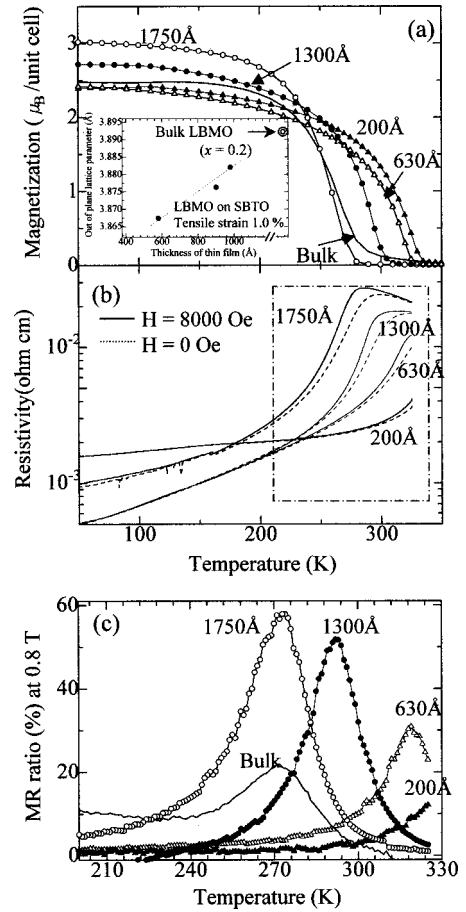 1750Å
(a)
1300Å
Magnetization ( μB /unit cell)
4
3
2
1
0
200Å
630Å
Bulk
Out of plane lattice parameter (Å)
3.895
3.890
3.885
3.880
3.875
3.870
3.865
Bulk LBMO
(x = 0.2)
LBMO on SBTO
Tensile strain 1.0 %
400 600 800 1000
Thickness of thin film (Å)
(b)
H = 8000 Oe
H = 0 Oe
1750Å
1300Å
630Å
200Å
Resistivity(ohm cm)
10-2
10-3
100 200 300
Temperature (K)
(c)
1750Å
1300Å
630Å
200Å
Bulk
MR ratio (%) at 0.8 T
60
40
20
0
210 240 270 290 310 330
Temperature (K)